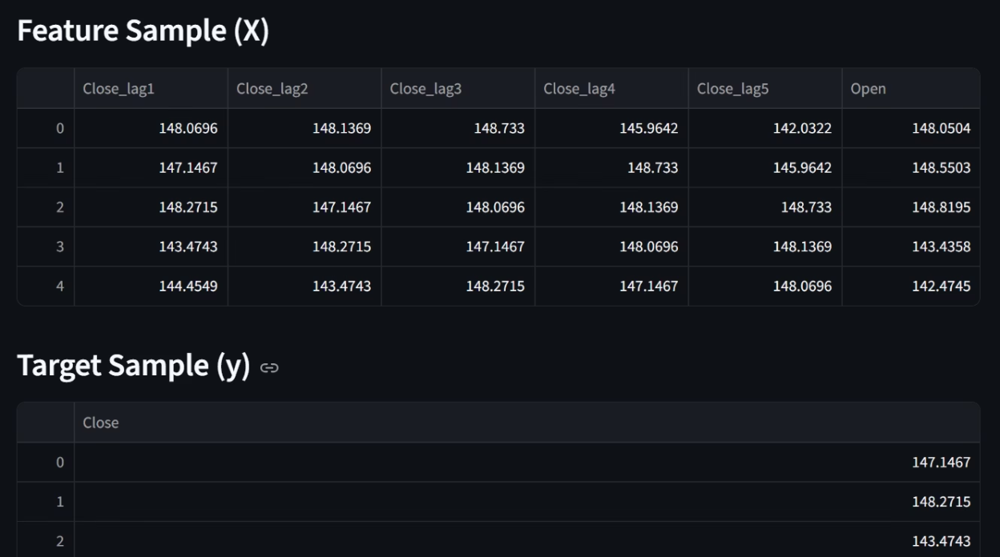 Feature Sample (X)
Close_lag1 Close_lag2 Close_lag3 Close_lag4 Close_lag5 Open
0 148.0696 148.1369 148.733 145.9642 142.0322 148.0504
1 147.1467 148.0696 148.1369 148.733 145.9642 148.5503
2 148.2715 147.1467 148.0696 148.1369 148.733 148.8195
3 143.4743 148.2715 147.1467 148.0696 148.1369 143.4358
4 144.4549 143.4743 148.2715 147.1467 148.0696 142.4745
Target Sample (y)
Close
0 147.1467
1 148.2715
2 143.4743